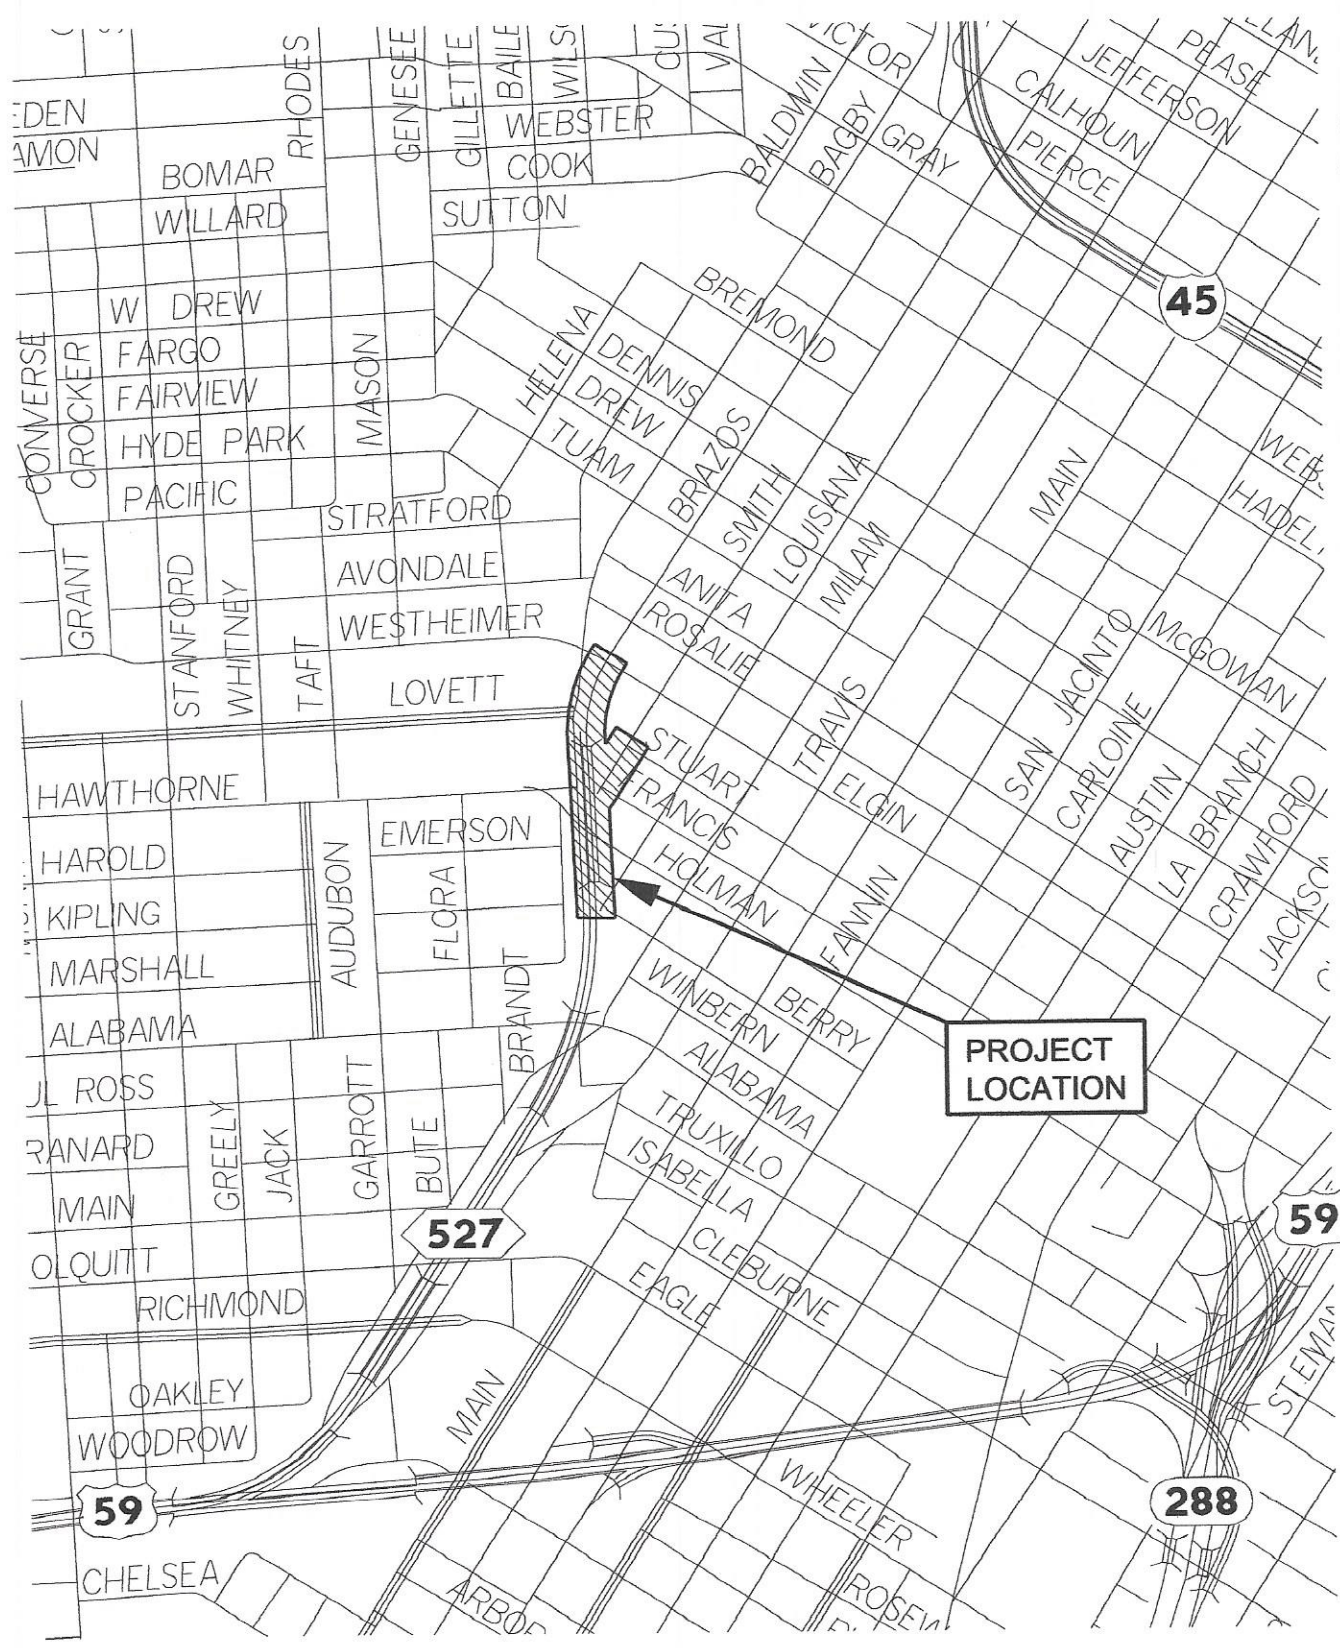 RHODES
GENESEE
GILLETTE
VICTOR
BALDWIN
BAGBY
GRAY
PEASE
JEFFERSON
CALHOUN
PIERCE
EDEN
AMON
WEBSTER
BOMAR
COOK
WILLARD
SUTTON
45
W DREW
BREMOND
CONVERSE
CROCKER
FARGO
MASON
HELENA
DENNIS
FAIRVIEW
DREW
HYDE PARK
TUAM
BRAZOS
SMITH
LOUISANA
MILAM
MAIN
PACIFIC
STRATFORD
GRANT
STANFORD
WHITNEY
AVONDALE
ANITA
WESTHEIMER
ROSALIE
TAFT
LOVETT
SAN JACINTO
McGOWAN
TRAVIS
CARLOINE
STUART
ELGIN
AUSTIN
LA BRANCH
CRAWFORD
HAWTHORNE
FRANCIS
EMERSON
HAROLD
AUDUBON
HOLMAN
KIPLING
FLORA
FANNIN
JACKSON
MARSHALL
BRANDT
WINBERN
BERRY
ALABAMA
ALABAMA
PROJECT
LOCATION
UL ROSS
GARROTT
TRUXILLO
RANARD
GREELY
JACK
BUTE
ISABELLA
MAIN
527
59
OLQUITT
CLEBURNE
EAGLE
RICHMOND
OAKLEY
MAIN
WOODROW
WHEELER
59
288
CHELSEA
ARBOR
ROSEW